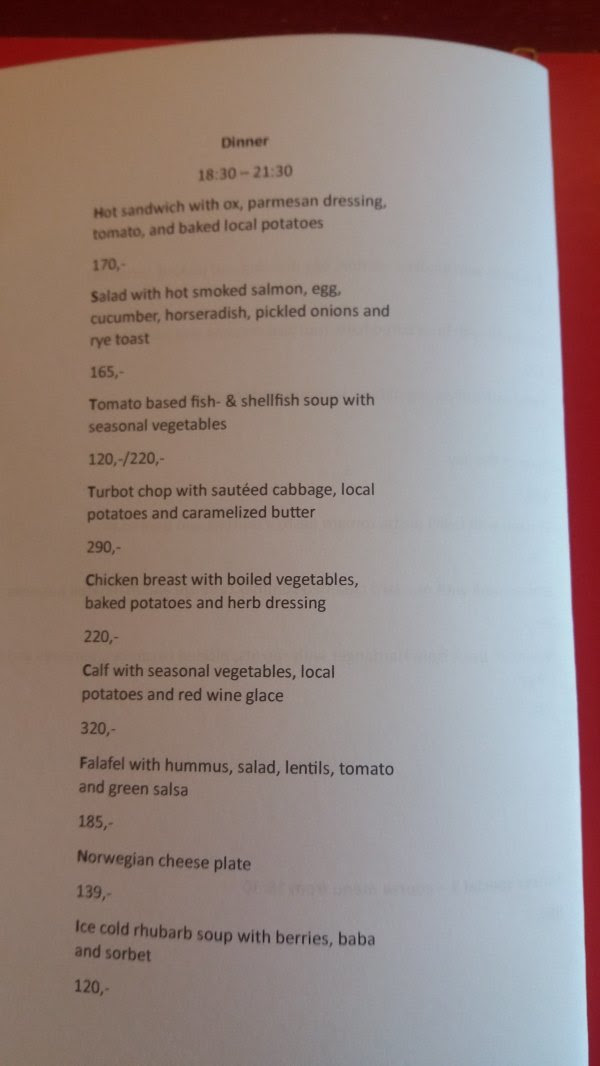 Dinner
18:30 – 21:30
Hot sandwich with ox, parmesan dressing,
tomato, and baked local potatoes
170,-
Salad with hot smoked salmon, egg,
cucumber, horseradish, pickled onions and
rye toast
165,-
Tomato based fish- & shellfish soup with
seasonal vegetables
120,-/220,-
Turbot chop with sautéed cabbage, local
potatoes and caramelized butter
290,-
Chicken breast with boiled vegetables,
baked potatoes and herb dressing
220,-
Calf with seasonal vegetables, local
potatoes and red wine glace
320,-
Falafel with hummus, salad, lentils, tomato
and green salsa
185,-
Norwegian cheese plate
139,-
Ice cold rhubarb soup with berries, baba
and sorbet
120,-